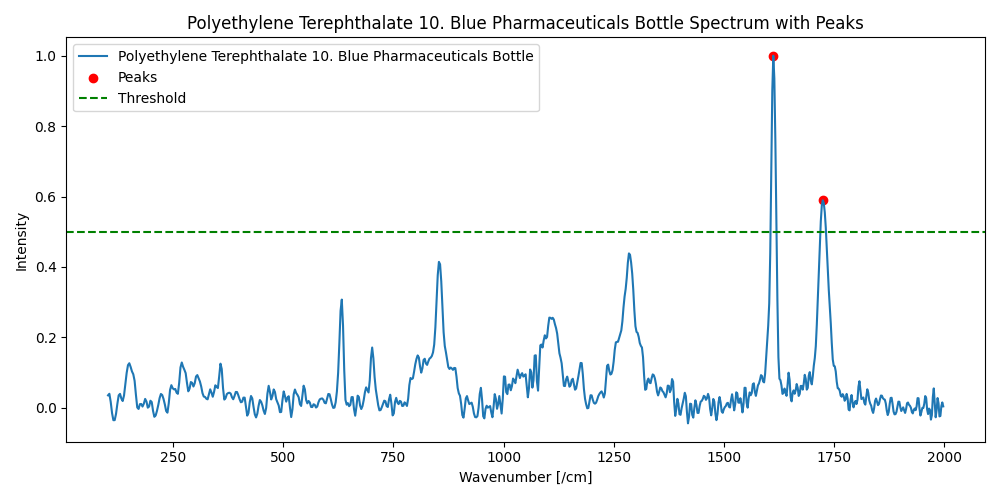 Polyethylene Terephthalate 10. Blue Pharmaceuticals Bottle Spectrum with Peaks
Polyethylene Terephthalate 10. Blue Pharmaceuticals Bottle
Peaks
Threshold
Intensity
1.0
0.8
0.6
0.4
0.2
0.0
250 500 750 1000 1250 1500 1750 2000
Wavenumber [/cm]